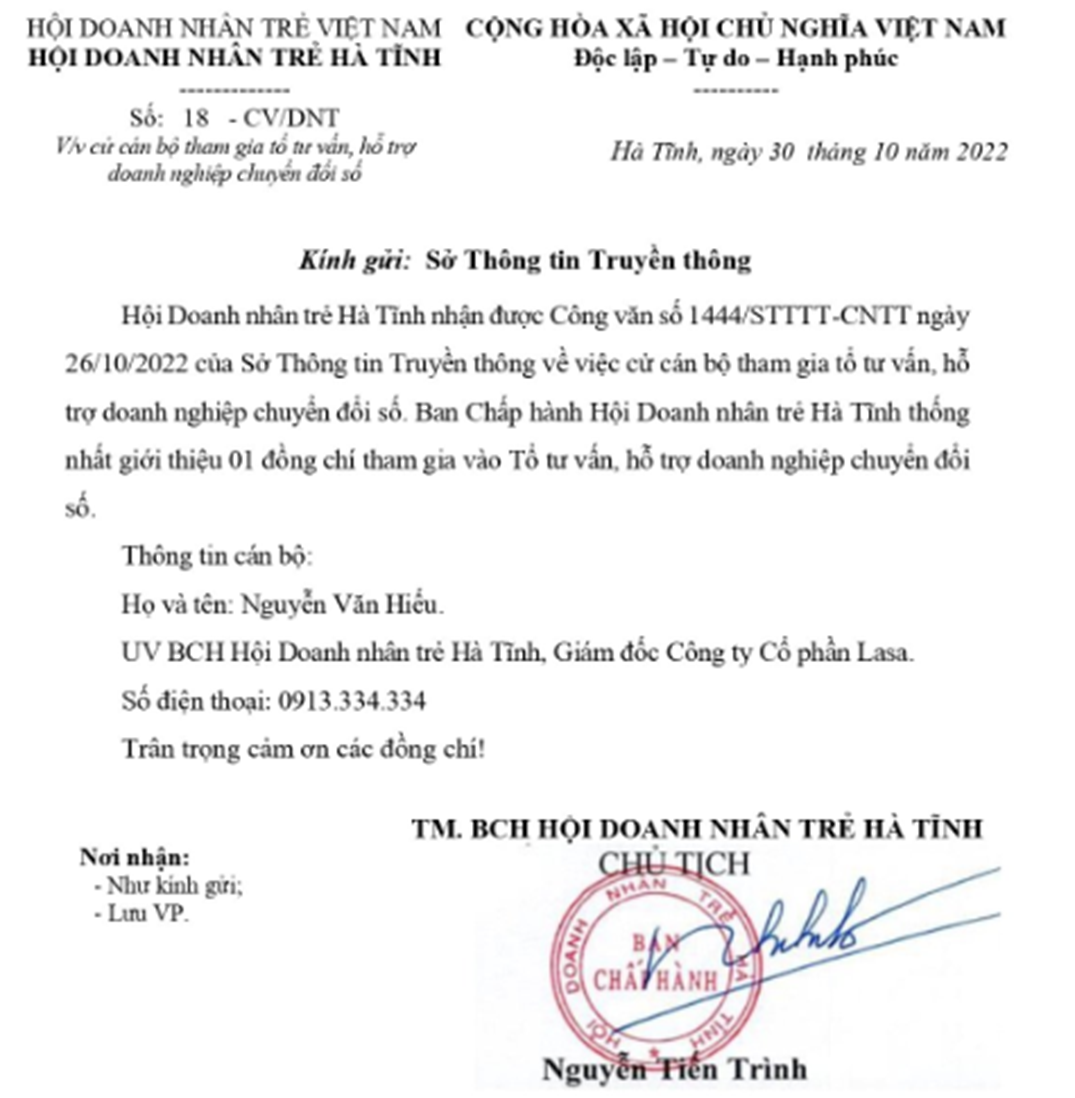 HỘI DOANH NHÂN TRẺ VIỆT NAM
HỘI DOANH NHÂN TRẺ HÀ TĨNH
-------------
Số: 18 - CV/DNT
V/v cử cán bộ tham gia tổ tư vấn, hỗ trợ
doanh nghiệp chuyển đổi số
CỘNG HÒA XÃ HỘI CHỦ NGHĨA VIỆT NAM
Độc lập – Tự do – Hạnh phúc
----------
Hà Tĩnh, ngày 30 tháng 10 năm 2022
Kính gửi: Sở Thông tin Truyền thông
Hội Doanh nhân trẻ Hà Tĩnh nhận được Công văn số 1444/STTTT-CNTT ngày
26/10/2022 của Sở Thông tin Truyền thông về việc cử cán bộ tham gia tổ tư vấn, hỗ
trợ doanh nghiệp chuyển đổi số. Ban Chấp hành Hội Doanh nhân trẻ Hà Tĩnh thống
nhất giới thiệu 01 đồng chí tham gia vào Tổ tư vấn, hỗ trợ doanh nghiệp chuyển đổi
số.
Thông tin cán bộ:
Họ và tên: Nguyễn Văn Hiểu.
UV BCH Hội Doanh nhân trẻ Hà Tĩnh, Giám đốc Công ty Cổ phần Lasa.
Số điện thoại: 0913.334.334
Trân trọng cảm ơn các đồng chí!
Nơi nhận:
- Như kính gửi;
- Lưu VP.
TM. BCH HỘI DOANH NHÂN TRẺ HÀ TĨNH
CHỦ TỊCH
HỘI DOANH NHÂN TRẺ HÀ TĨNH
BAN
CHẤP HÀNH
Nguyễn Tiến Trình